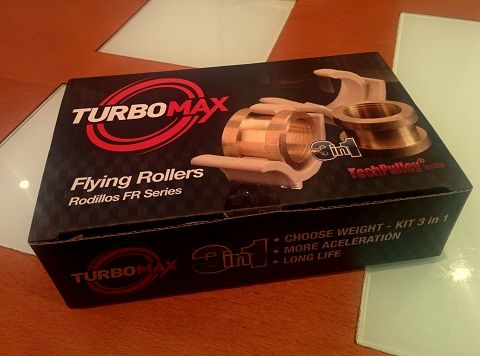 TURBOMAX
Flying Rollers
Rodillos FR Series
3in1
TechPulley®
TURBOMAX
3in1
• CHOOSE WEIGHT - KIT 3 in 1
• MORE ACELERATION
• LONG LIFE